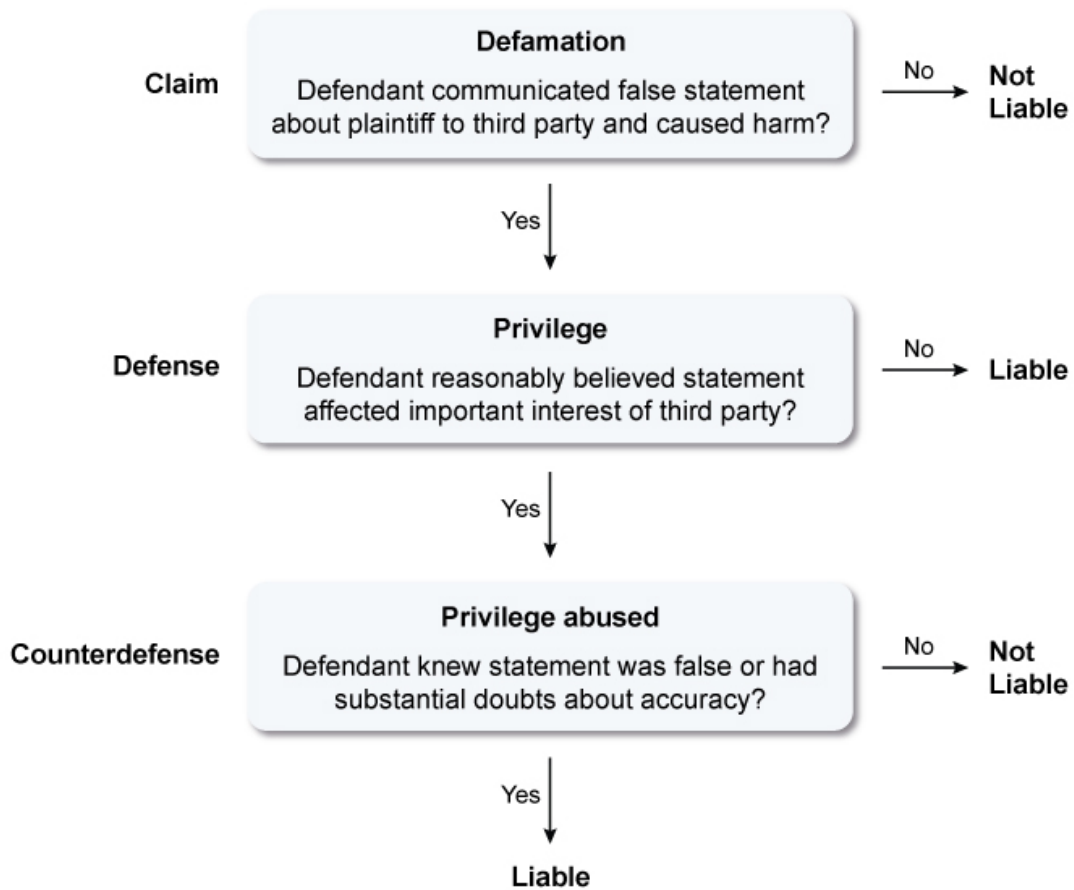 Defamation
Claim
Defendant communicated false statement
about plaintiff to third party and caused harm?
No
Not
Liable
Yes
Privilege
Defense
Defendant reasonably believed statement
affected important interest of third party?
No
Liable
Yes
Privilege abused
Counterdefense
Defendant knew statement was false or had
substantial doubts about accuracy?
No
Not
Liable
Yes
Liable